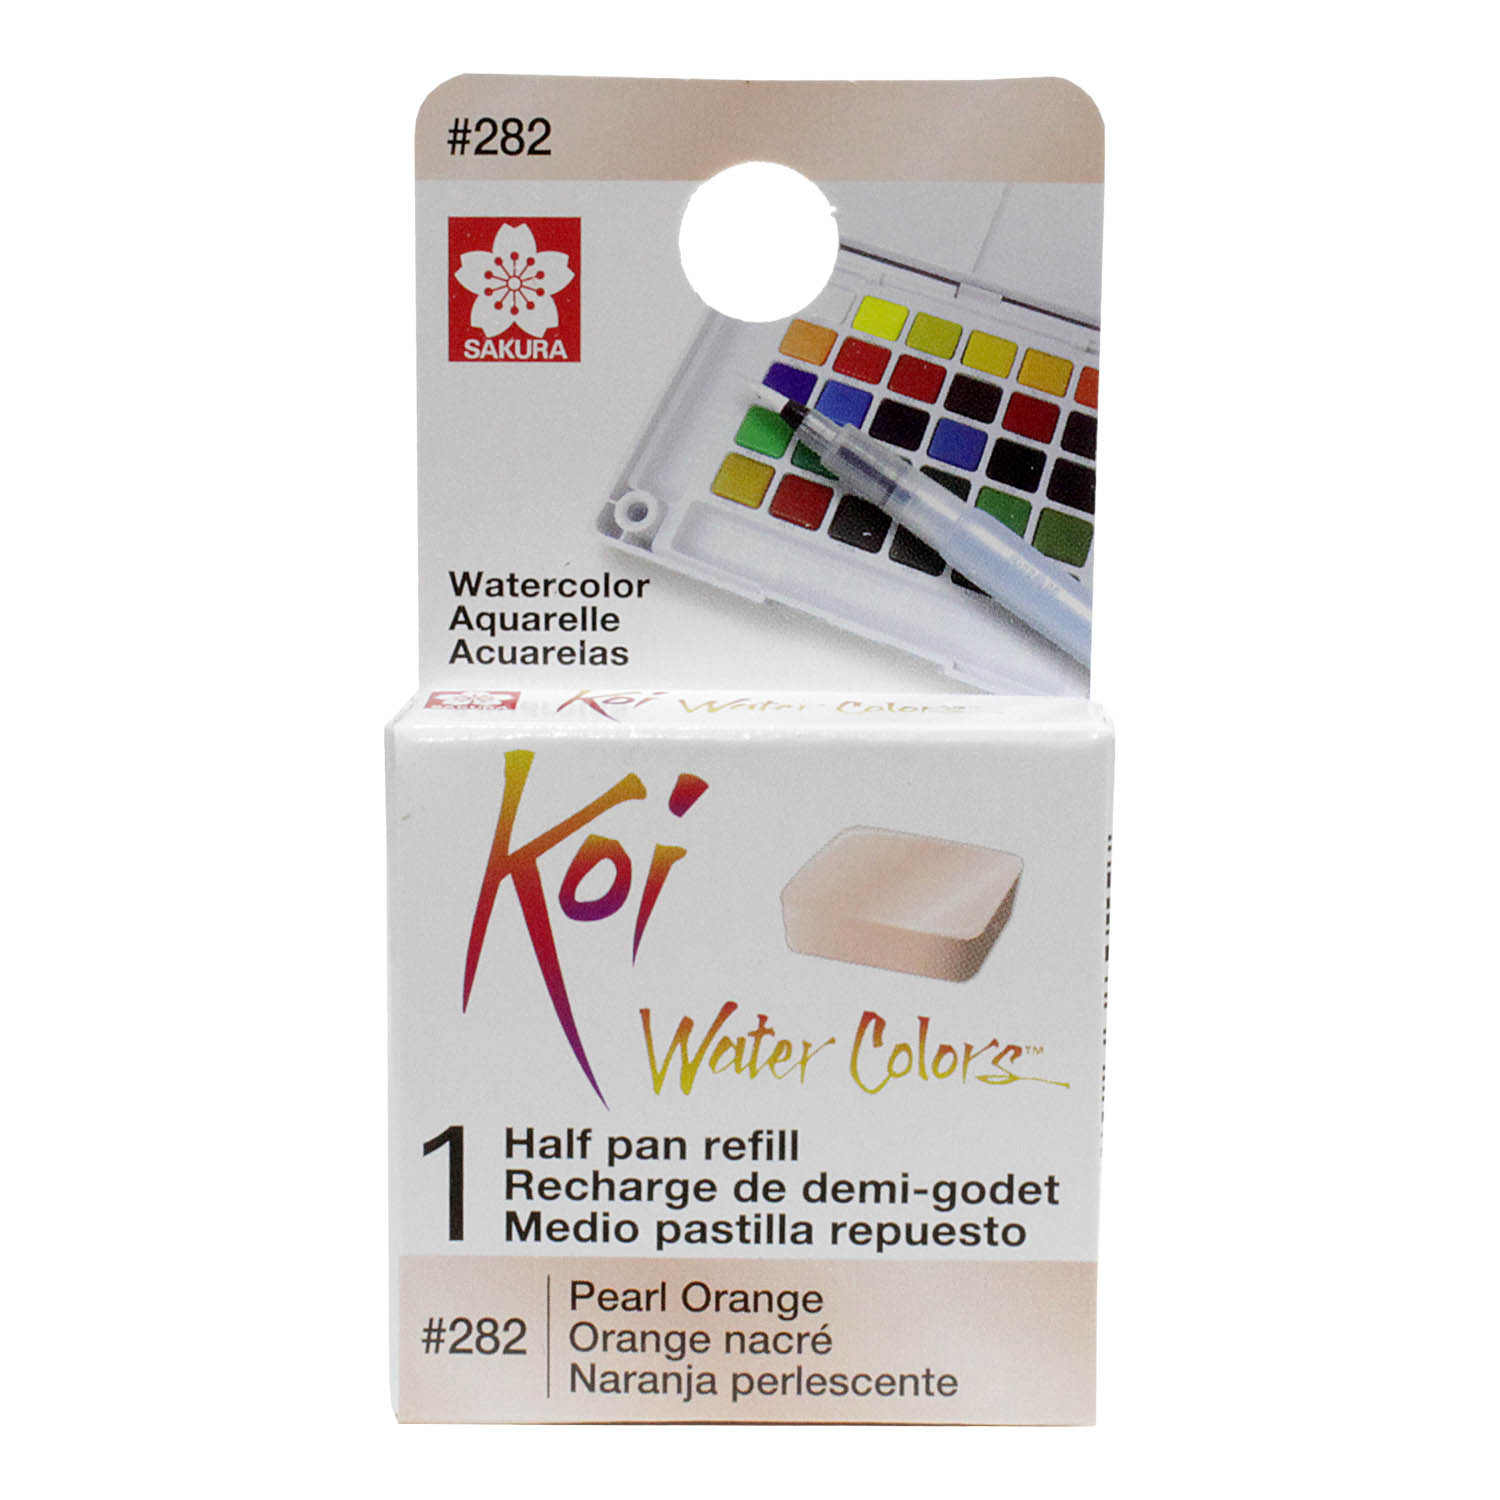 #282
SAKURA
Watercolor
Aquarelle
Acuarelas
SAKURA
Koi Water Colors
Koi
Water Colors™
1
Half pan refill
Recharge de demi-godet
Medio pastilla repuesto
#282
Pearl Orange
Orange nacré
Naranja perlescente